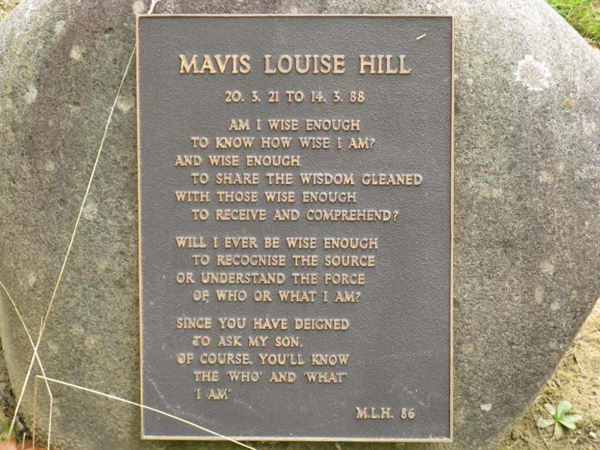 MAVIS LOUISE HILL
20. 3. 21 TO 14. 3. 88
AM I WISE ENOUGH
TO KNOW HOW WISE I AM?
AND WISE ENOUGH
TO SHARE THE WISDOM GLEANED
WITH THOSE WISE ENOUGH
TO RECEIVE AND COMPREHEND?
WILL I EVER BE WISE ENOUGH
TO RECOGNISE THE SOURCE
OR UNDERSTAND THE FORCE
OF WHO OR WHAT I AM?
SINCE YOU HAVE DEIGNED
TO ASK MY SON,
OF COURSE, YOU'LL KNOW
THE 'WHO' AND 'WHAT'
'I AM'
M.L.H. 86